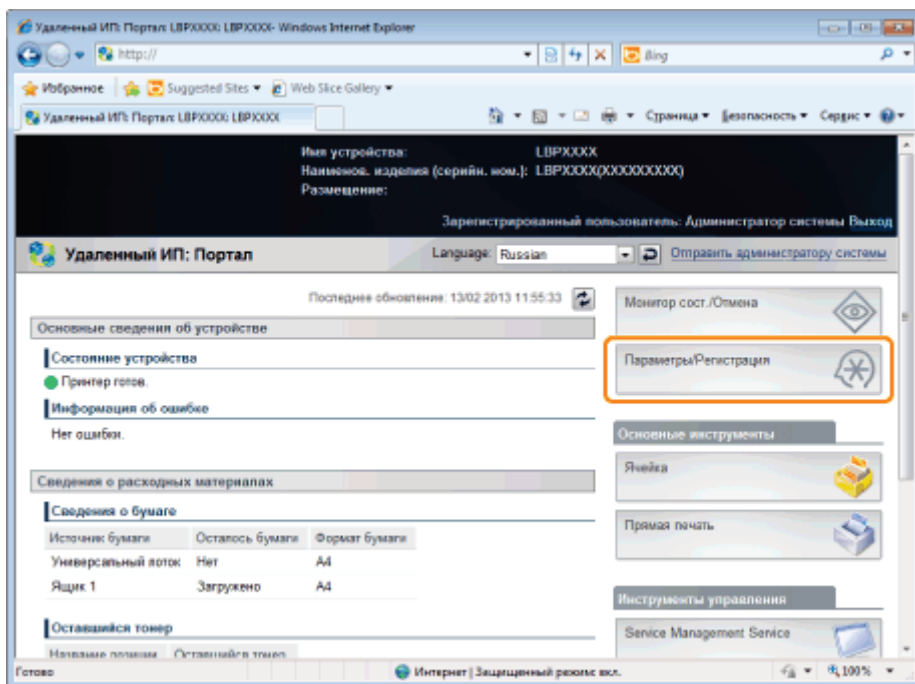 Удаленный ИП: Портал: LBPXXXX: LBPXXXX- Windows Internet Explorer
http://
Bing
Избранное Suggested Sites Web Slice Gallery
Удаленный ИП: Портал: LBPXXXX: LBPXXXX
Страница Безопасность Сервис
Имя устройства: LBPXXXX
Наименов. изделия (серийн. ном.): LBPXXXX(XXXXXXXXX)
Размещение:
Зарегистрированный пользователь: Администратор системы Выход
Удаленный ИП: Портал
Language: Russian
Отправить администратору системы
Последнее обновление: 13/02 2013 11:55:33
Основные сведения об устройстве
Состояние устройства
Принтер готов.
Информация об ошибке
Нет ошибки.
Сведения о расходных материалах
Сведения о бумаге
Источник бумаги Осталось бумаги Формат бумаги
Универсальный лоток Нет A4
Ящик 1 Загружено A4
Оставшийся тонер
Название позиции Оставшийся тонер
Монитор сост./Отмена
Параметры/Регистрация
Основные инструменты
Ячейка
Прямая печать
Инструменты управления
Service Management Service
Готово
Интернет | Защищенный режим: вкл.
100%